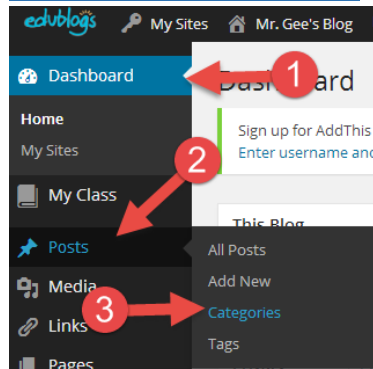 edublogs My Sites Mr. Gee's Blog
Dashboard
1
Home
Sign up for AddThis
My Sites
2
Enter username and
My Class
This Blog
Posts
All Posts
Media
Add New
3
Categories
Links
Tags
Pages